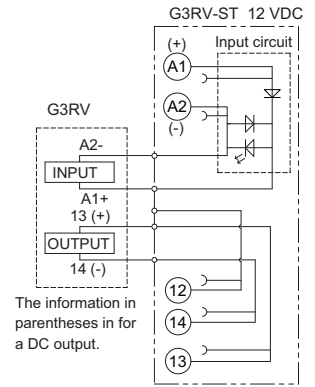 G3RV-ST 12 VDC
(+)
Input circuit
A1
A2
(-)
G3RV
A2-
INPUT
A1+
13 (+)
OUTPUT
14 (-)
12
14
13
The information in
parentheses in for
a DC output.